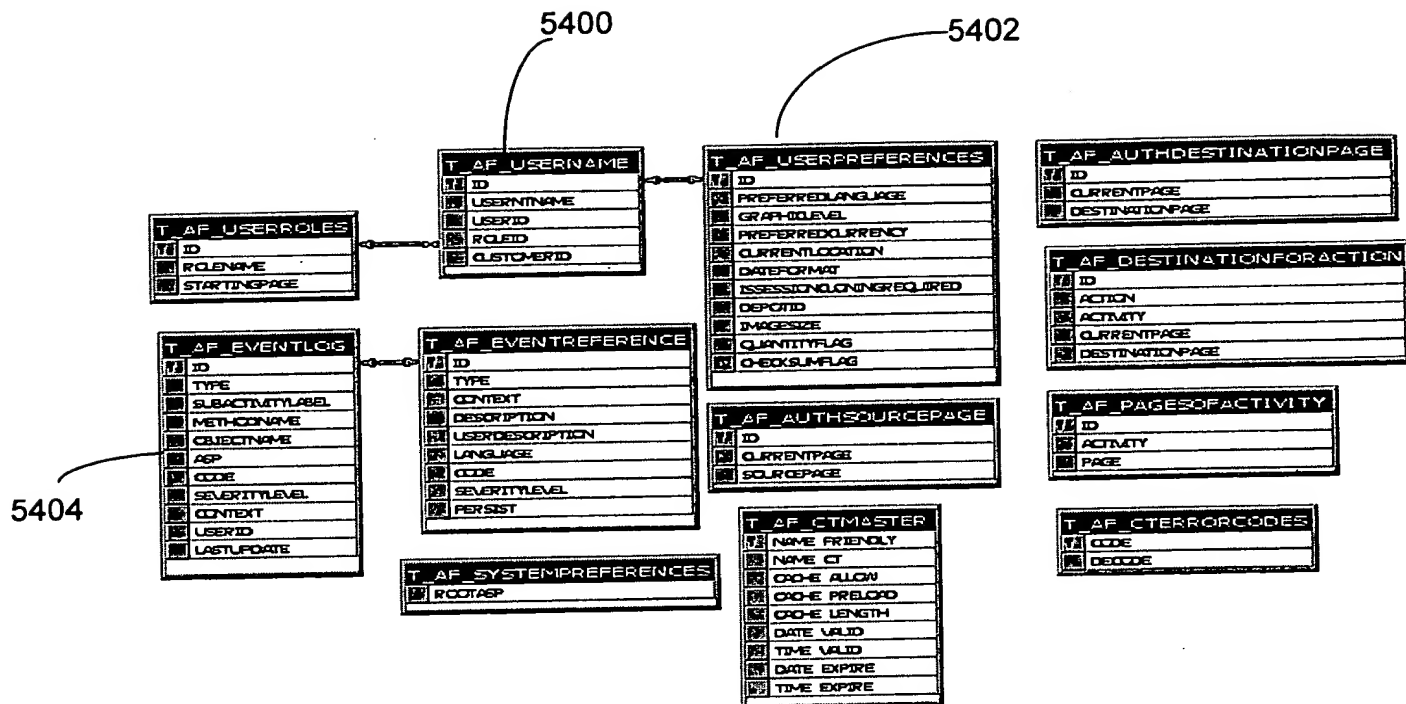 5400
5402
T_AF_USERNAME
ID
USERNTNAME
USERID
ROLEID
CUSTOMERID
T_AF_USERPREFERENCES
ID
PREFERREDLANGUAGE
GRAPHICLEVEL
PREFERREDCURRENCY
CURRENTLOCATION
DATEFORMAT
ISSESSIONCLONINGREQUIRED
DEPOTID
IMAGESIZE
QUANTITYFLAG
CHECKSUMFLAG
T_AF_AUTHDESTINATIONPAGE
ID
CURRENTPAGE
DESTINATIONPAGE
T_AF_USERROLES
ID
ROLENAME
STARTINGPAGE
T_AF_DESTINATIONFORACTION
ID
ACTION
ACTIVITY
CURRENTPAGE
DESTINATIONPAGE
T_AF_EVENTLOG
ID
TYPE
SUBACTIVITYLABEL
METHODNAME
OBJECTNAME
ASP
CODE
SEVERITYLEVEL
CONTEXT
USERID
LASTUPDATE
5404
T_AF_EVENTREFERENCE
ID
TYPE
CONTEXT
DESCRIPTION
USERDESCRIPTION
LANGUAGE
CODE
SEVERITYLEVEL
PERSIST
T_AF_AUTHSOURCEPAGE
ID
CURRENTPAGE
SOURCEPAGE
T_AF_PAGESOFACTIVITY
ID
ACTIVITY
PAGE
T_AF_SYSTEMPREFERENCES
ROOTASP
T_AF_CTMASTER
NAME FRIENDLY
NAME CT
CACHE ALLOW
CACHE PRELOAD
CACHE LENGTH
DATE VALID
TIME VALID
DATE EXPIRE
TIME EXPIRE
T_AF_CTERRORCODES
CODE
DECODE